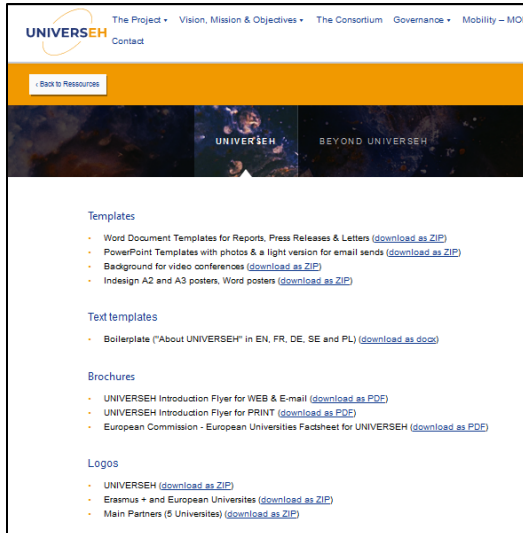 UNIVERSEH
The Project ▾ Vision, Mission & Objectives ▾ The Consortium Governance ▾ Mobility – MO
Contact
‹ Back to Ressources
UNIVERSEH BEYOND UNIVERSEH
Templates
- Word Document Templates for Reports, Press Releases & Letters (download as ZIP)
- PowerPoint Templates with photos & a light version for email sends (download as ZIP)
- Background for video conferences (download as ZIP)
- Indesign A2 and A3 posters, Word posters (download as ZIP)
Text templates
- Boilerplate ("About UNIVERSEH" in EN, FR, DE, SE and PL) (download as docx)
Brochures
- UNIVERSEH Introduction Flyer for WEB & E-mail (download as PDF)
- UNIVERSEH Introduction Flyer for PRINT (download as PDF)
- European Commission - European Universities Factsheet for UNIVERSEH (download as PDF)
Logos
- UNIVERSEH (download as ZIP)
- Erasmus + and European Universites (download as ZIP)
- Main Partners (5 Universites) (download as ZIP)